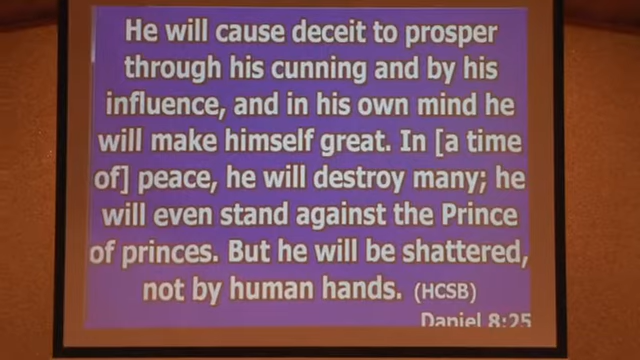 He will cause deceit to prosper
through his cunning and by his
influence, and in his own mind he
will make himself great. In [a time
of] peace, he will destroy many; he
will even stand against the Prince
of princes. But he will be shattered,
not by human hands. (HCSB)
Daniel 8:25